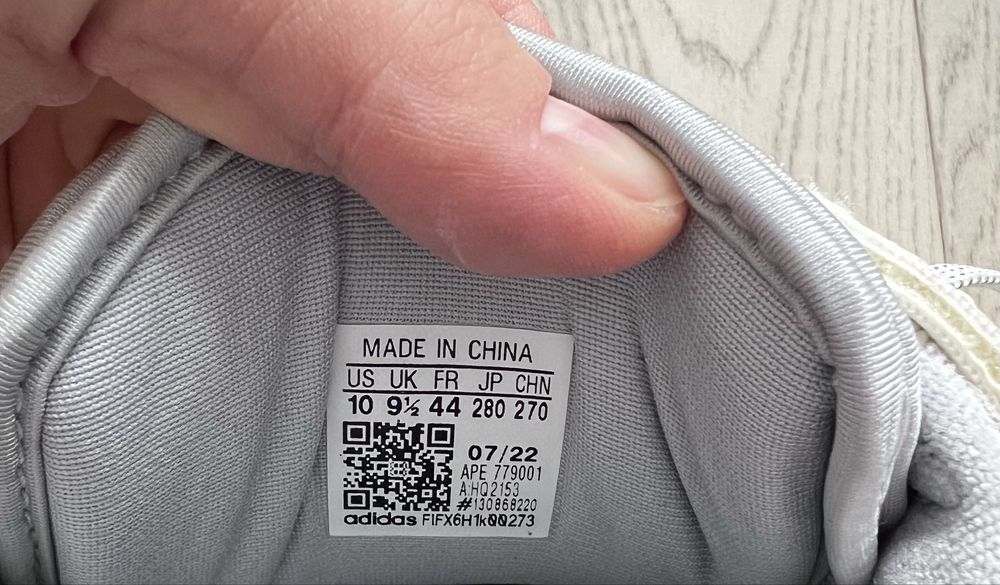 MADE IN CHINA
US UK FR JP CHN
10 9½ 44 280 270
07/22
APE 779001
A:HQ2153
#130868220
adidas F1FX6H1k00273